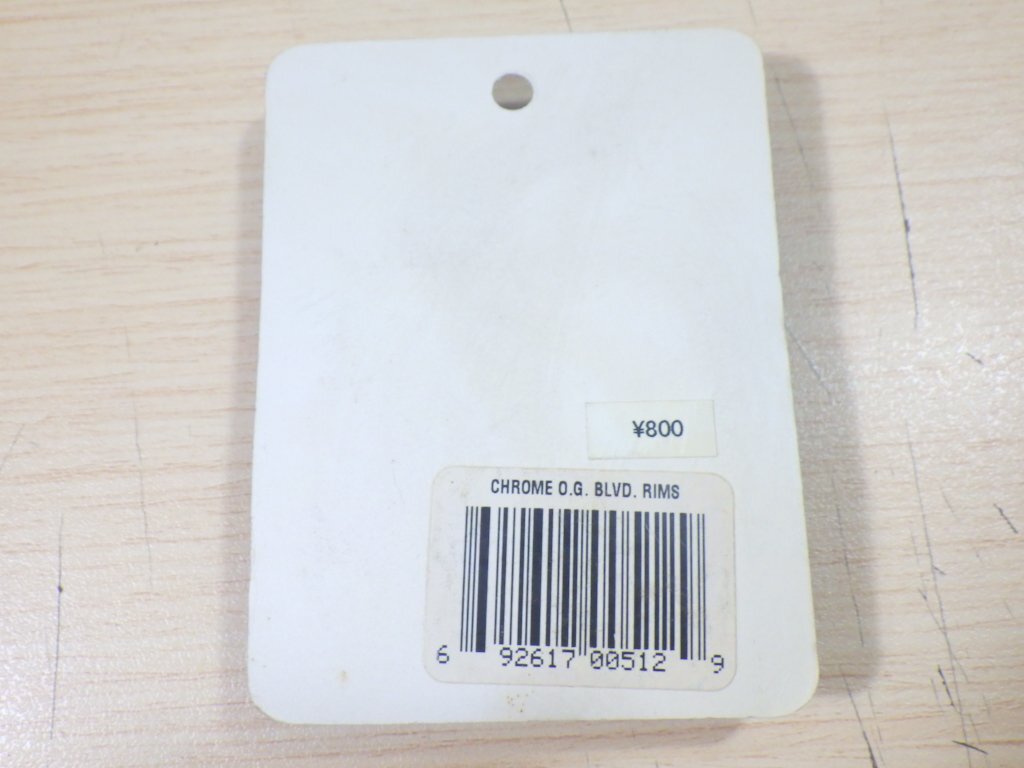 ¥800
CHROME O.G. BLVD. RIMS
6 92617 00512 9